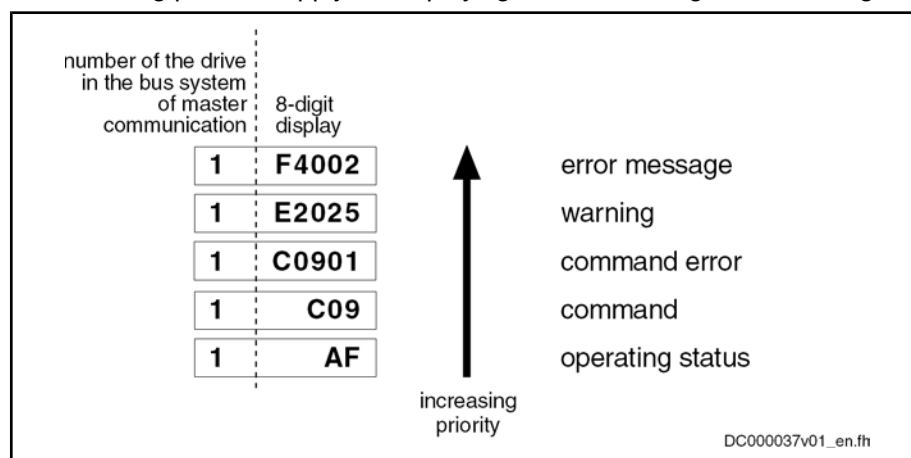 number of the drive
in the bus system
of master
communication
8-digit
display
1 F4002 error message
1 E2025 warning
1 C0901 command error
1 C09 command
1 AF operating status
increasing
priority
DC000037v01_en.fh